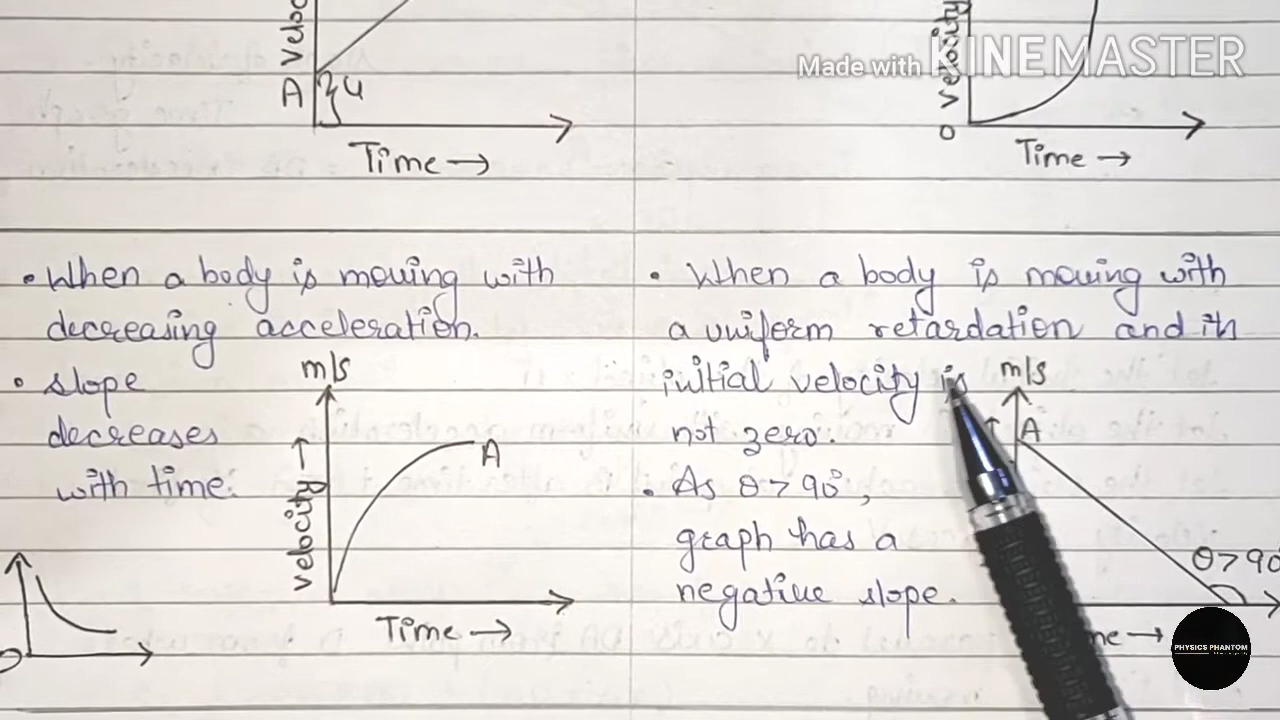 Made with KINEMASTER
A
u
Time →
velocity
0
Time →
• When a body is moving with
decreasing acceleration.
• slope
decreases
with time.
m/s
velocity →
A
Time →
• When a body is moving with
a uniform retardation and its
initial velocity is
not zero.
• As θ > 90°,
graph has a
negative slope.
m/s
A
θ > 90°
PHYSICS PHANTOM